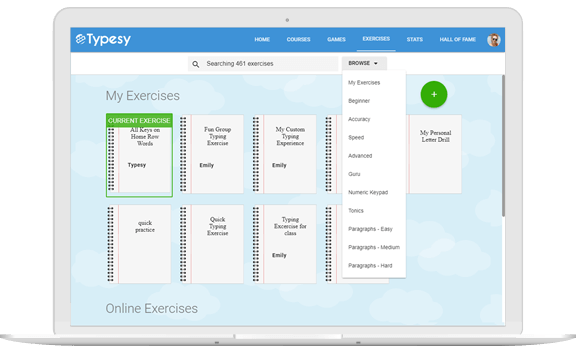 Typesy
HOME
COURSES
GAMES
EXERCISES
STATS
HALL OF FAME
Searching 461 exercises
BROWSE
My Exercises
Beginner
Accuracy
Speed
Advanced
Guru
Numeric Keypad
Tonics
Paragraphs - Easy
Paragraphs - Medium
Paragraphs - Hard
+
My Exercises
CURRENT EXERCISE
All Keys on
Home Row
Words
Typesy
Fun Group
Typing
Exercise
Emily
My Custom
Typing
Experience
Emily
My Personal
Letter Drill
quick
practice
Quick
Typing
Exercise
Typing
Excercise for
class
Emily
Online Exercises